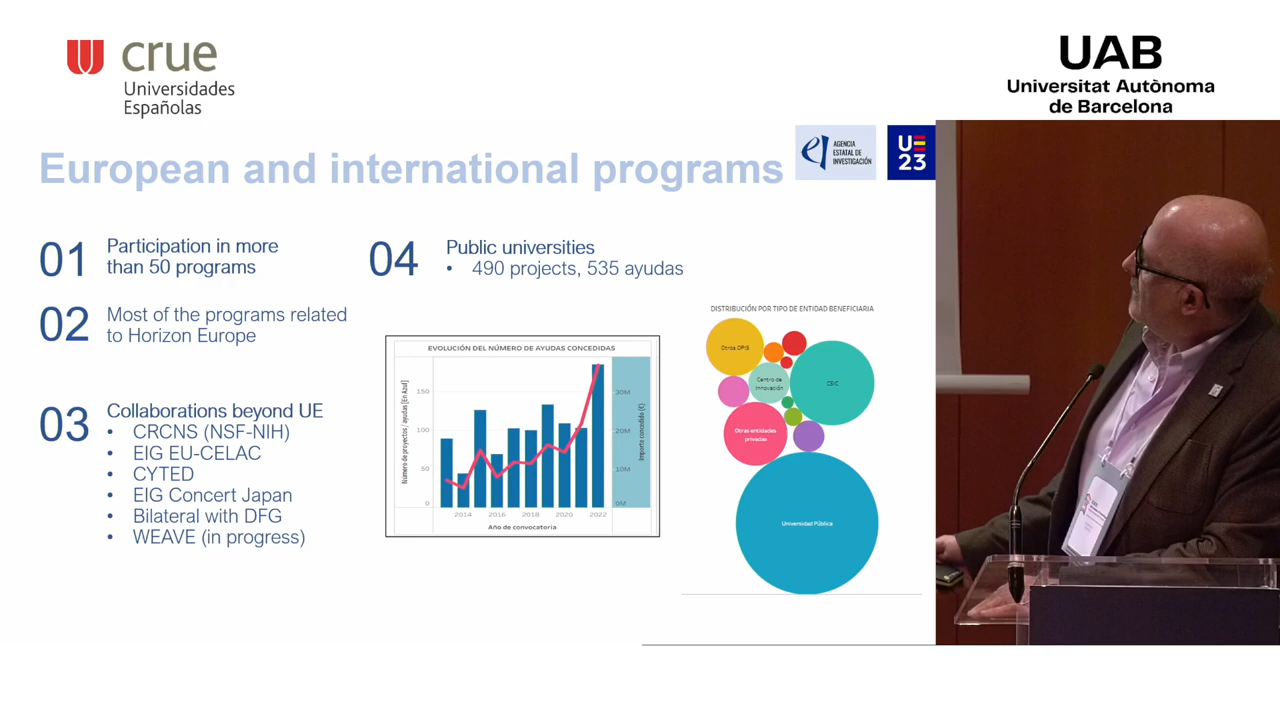 crue
Universidades
Españolas
UAB
Universitat Autònoma
de Barcelona
European and international programs
AGENCIA
ESTATAL DE
INVESTIGACIÓN
UE
23
01
Participation in more
than 50 programs
02
Most of the programs related
to Horizon Europe
03
Collaborations beyond UE
• CRCNS (NSF-NIH)
• EIG EU-CELAC
• CYTED
• EIG Concert Japan
• Bilateral with DFG
• WEAVE (in progress)
04
Public universities
• 490 projects, 535 ayudas
EVOLUCIÓN DEL NÚMERO DE AYUDAS CONCEDIDAS
Número de proyectos / ayudas [En Azul]
150
100
50
0
30M
20M
10M
0M
Importe concedido (€)
2014
2016
2018
2020
2022
Año de convocatoria
DISTRIBUCIÓN POR TIPO DE ENTIDAD BENEFICIARIA
Otros OPIS
Centro de
Innovación
CSIC
Otras entidades
privadas
Universidad Pública